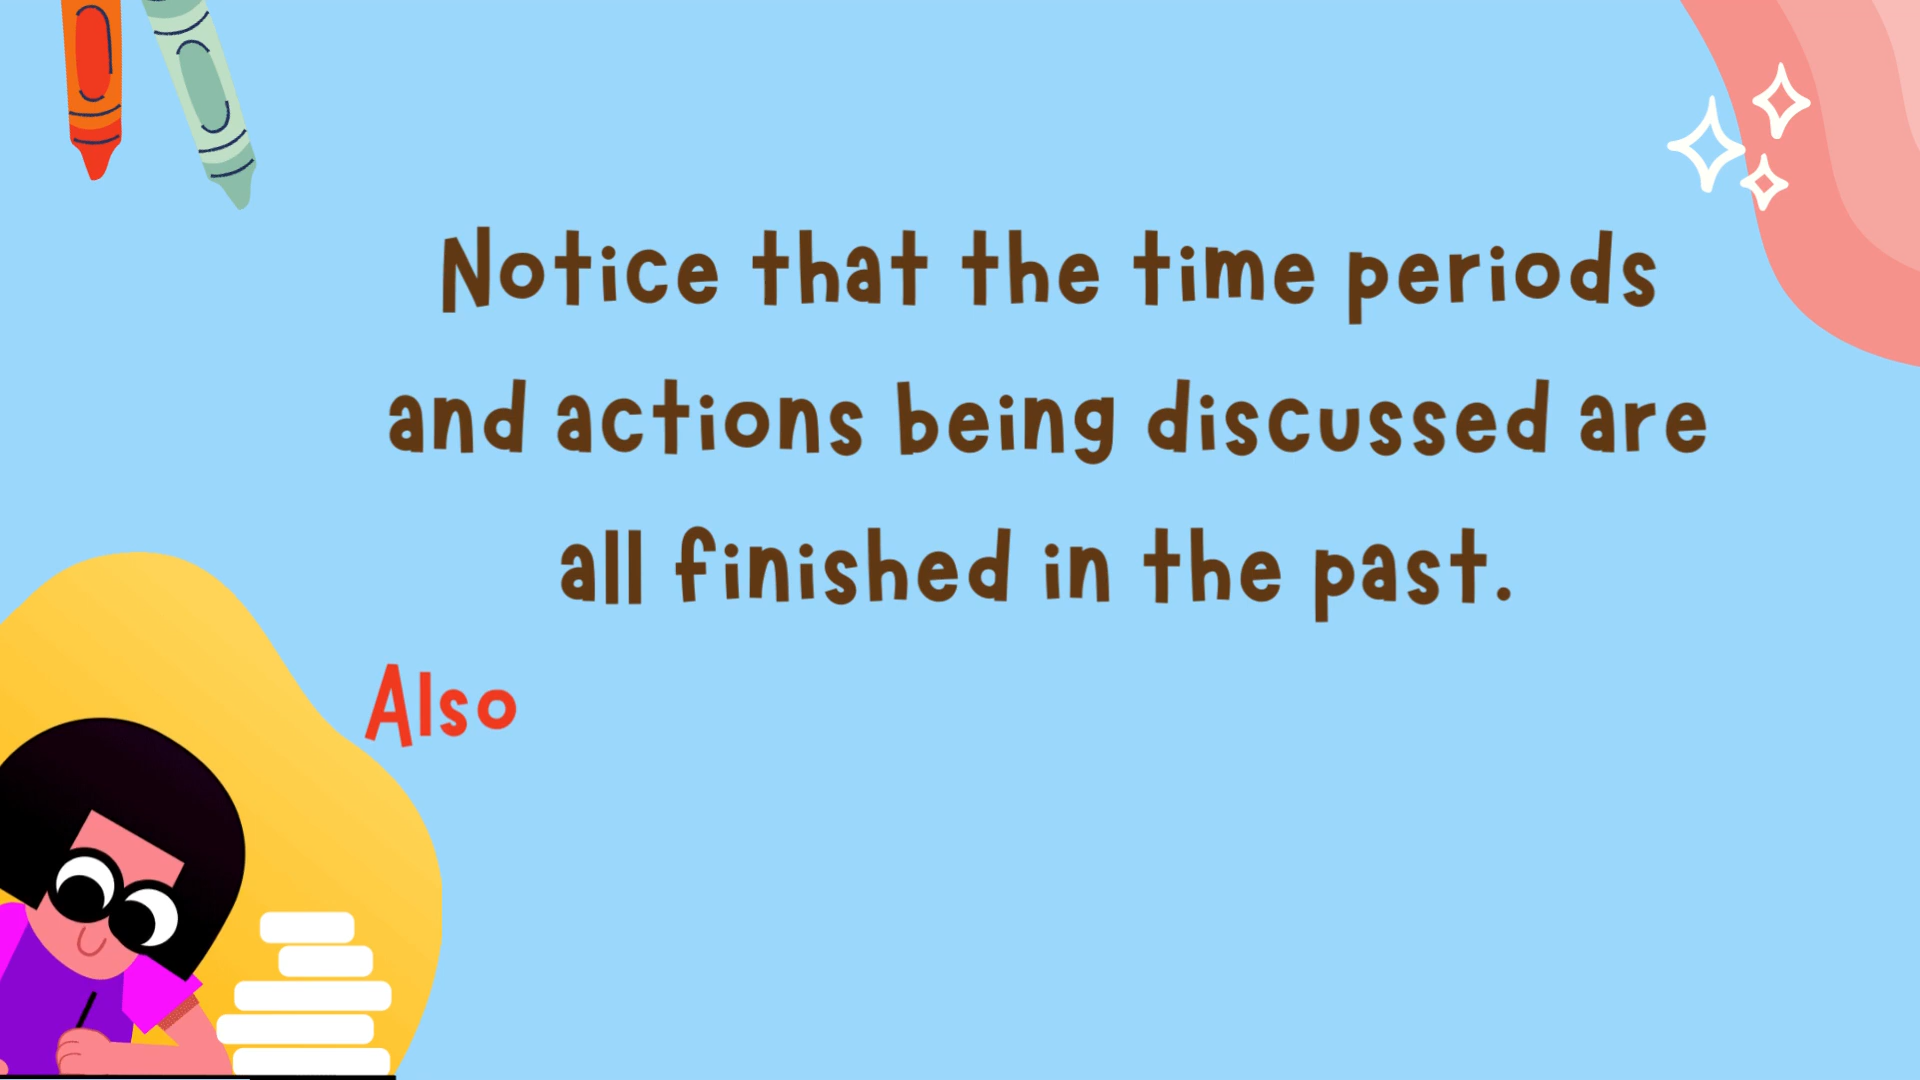 Notice that the time periods
and actions being discussed are
all finished in the past.
Also